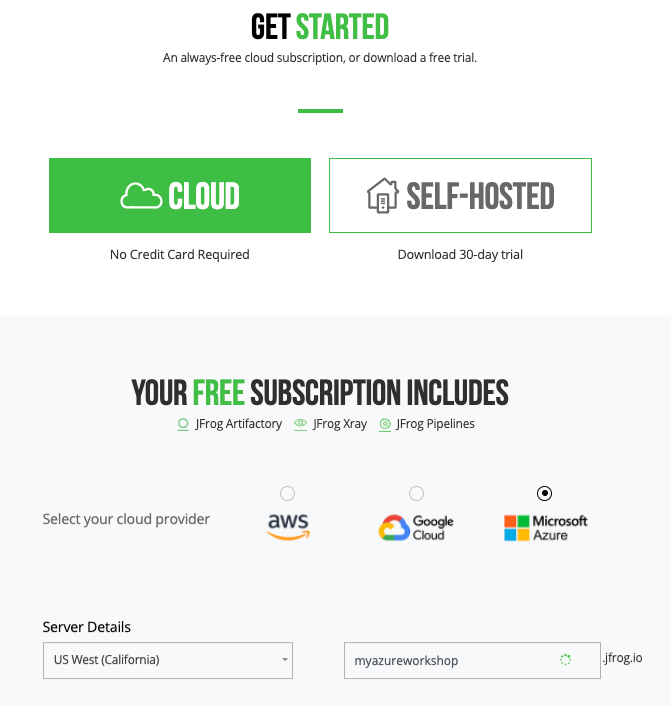 GET STARTED
An always-free cloud subscription, or download a free trial.
CLOUD
SELF-HOSTED
No Credit Card Required
Download 30-day trial
YOUR FREE SUBSCRIPTION INCLUDES
JFrog Artifactory JFrog Xray JFrog Pipelines
Select your cloud provider
aws
Google
Cloud
Microsoft
Azure
Server Details
US West (California)
myazureworkshop
.jfrog.io